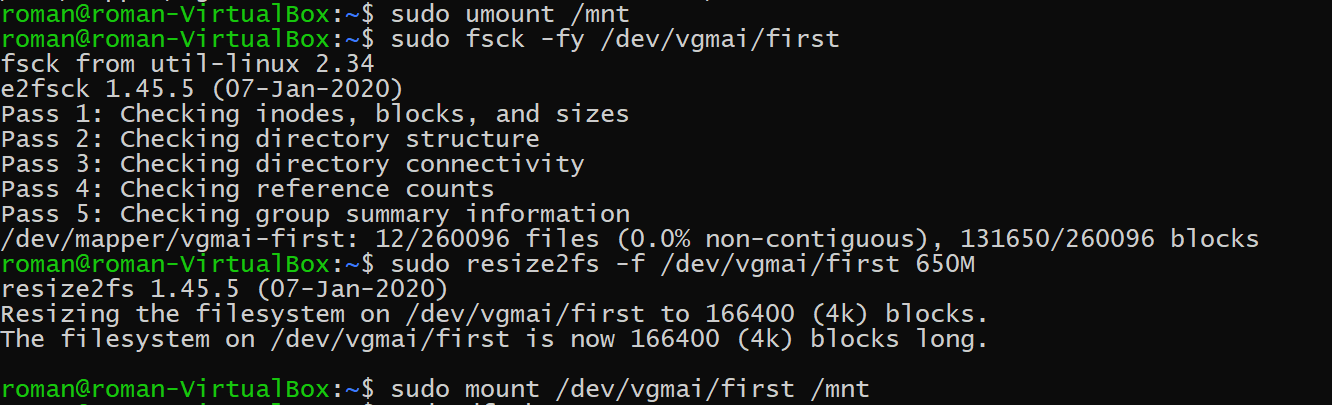 roman@roman-VirtualBox:~$ sudo umount /mnt
roman@roman-VirtualBox:~$ sudo fsck -fy /dev/vgmai/first
fsck from util-linux 2.34
e2fsck 1.45.5 (07-Jan-2020)
Pass 1: Checking inodes, blocks, and sizes
Pass 2: Checking directory structure
Pass 3: Checking directory connectivity
Pass 4: Checking reference counts
Pass 5: Checking group summary information
/dev/mapper/vgmai-first: 12/260096 files (0.0% non-contiguous), 131650/260096 blocks
roman@roman-VirtualBox:~$ sudo resize2fs -f /dev/vgmai/first 650M
resize2fs 1.45.5 (07-Jan-2020)
Resizing the filesystem on /dev/vgmai/first to 166400 (4k) blocks.
The filesystem on /dev/vgmai/first is now 166400 (4k) blocks long.
roman@roman-VirtualBox:~$ sudo mount /dev/vgmai/first /mnt